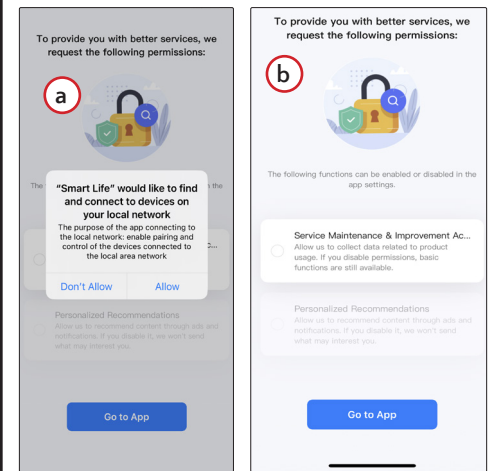 To provide you with better services, we
request the following permissions:
a
The
the
"Smart Life" would like to find
and connect to devices on
your local network
The purpose of the app connecting to
the local network: enable pairing and
control of the devices connected to
the local area network
C...
Don't Allow
Allow
Personalized Recommendations
Allow us to recommend content through ads and
notifications. If you disable it, we won't send
what may interest you.
Go to App
To provide you with better services, we
request the following permissions:
b
The following functions can be enabled or disabled in the
app settings.
Service Maintenance & Improvement Ac...
Allow us to collect data related to product
usage. If you disable permissions, basic
functions are still available.
Personalized Recommendations
Allow us to recommend content through ads and
notifications. If you disable it, we won't send
what may interest you.
Go to App